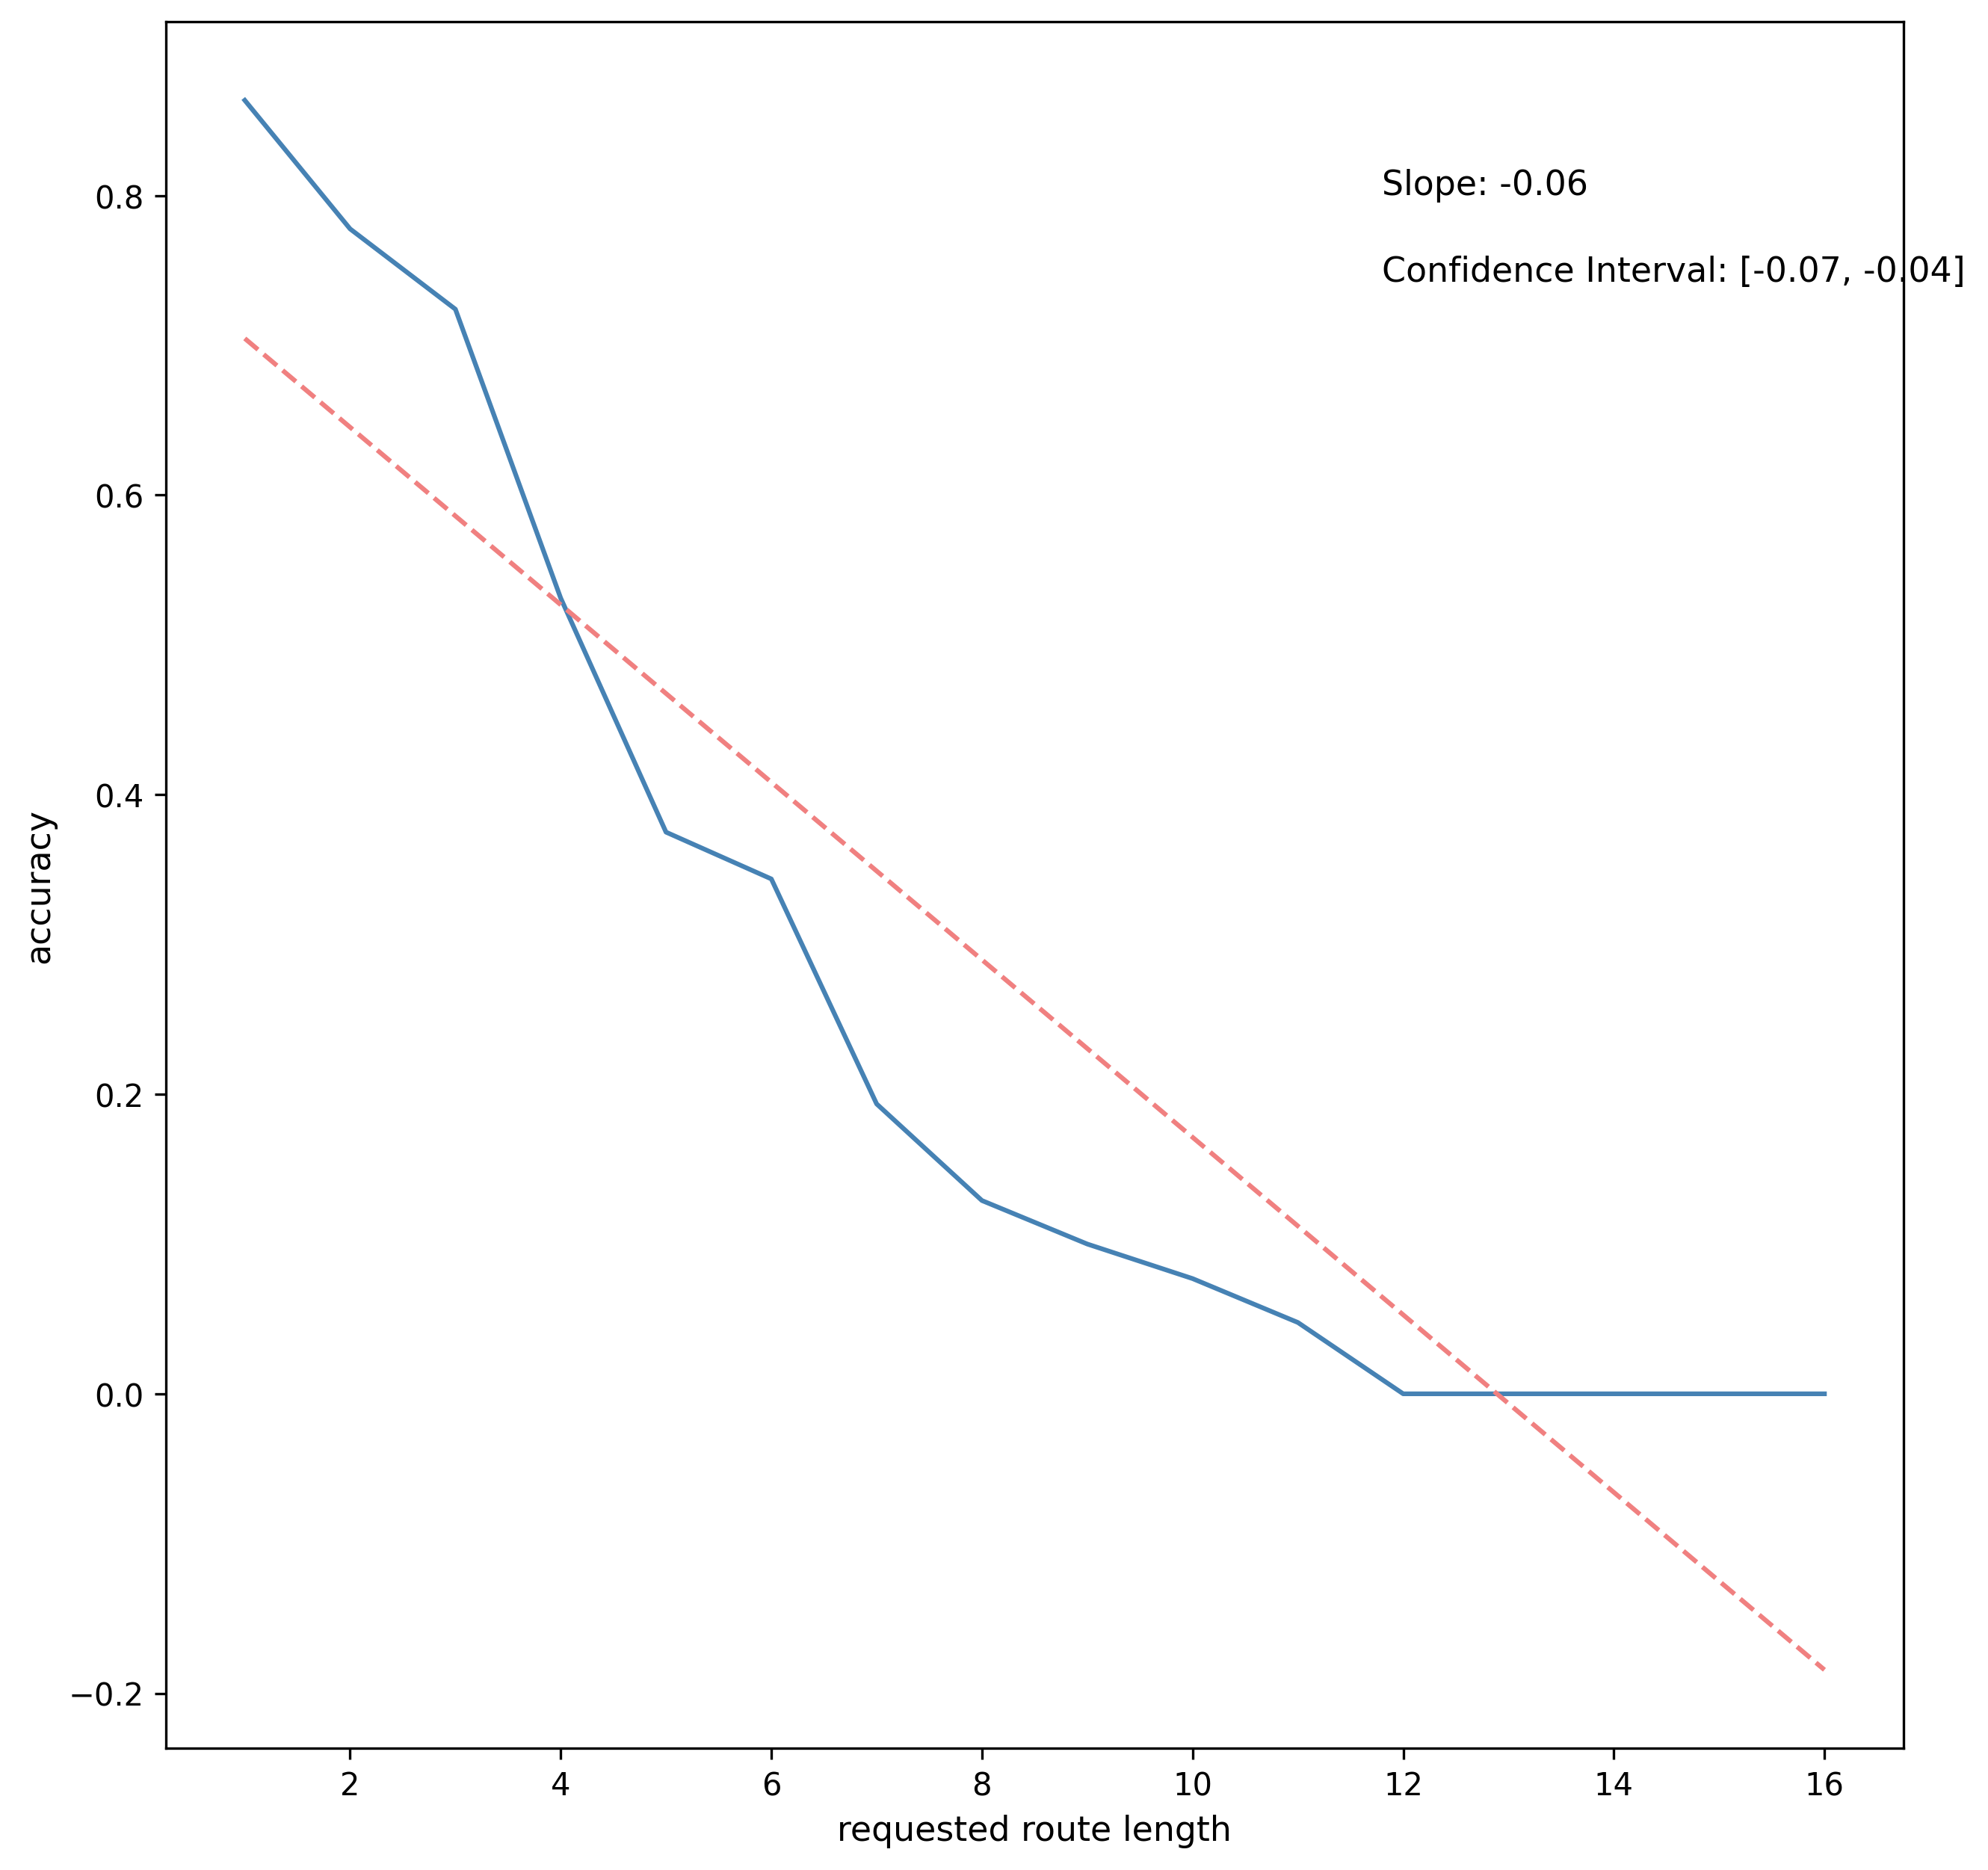 0.8
0.6
0.4
0.2
0.0
−0.2
accuracy
Slope: -0.06
Confidence Interval: [-0.07, -0.04]
2 4 6 8 10 12 14 16
requested route length